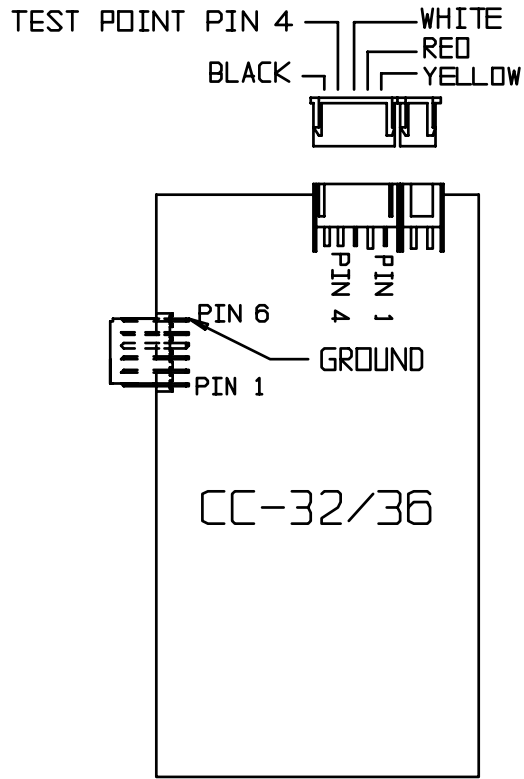 TEST POINT PIN 4
WHITE
RED
BLACK
YELLOW
PIN 4
PIN 1
PIN 6
GROUND
PIN 1
CC-32/36